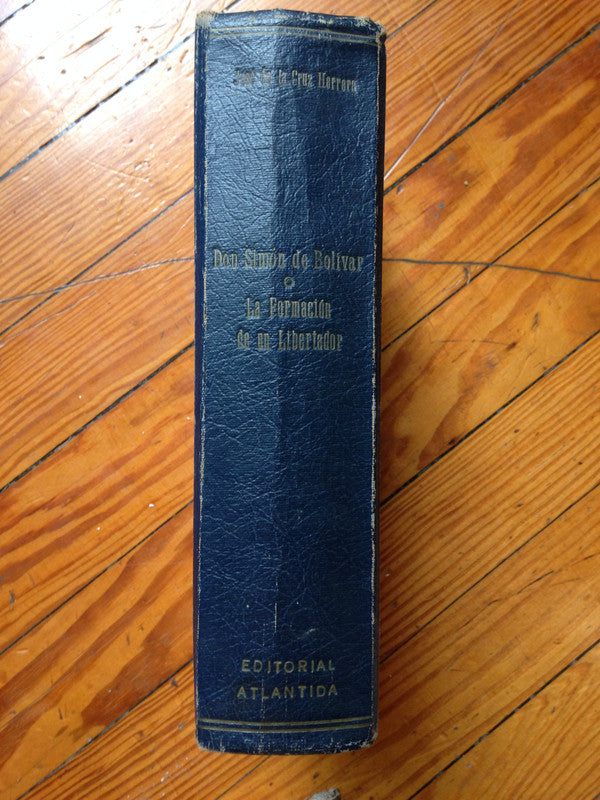 José de la Cruz Herrera
Don Simón de Bolívar
o
La Formación
de un Libertador
EDITORIAL
ATLANTIDA